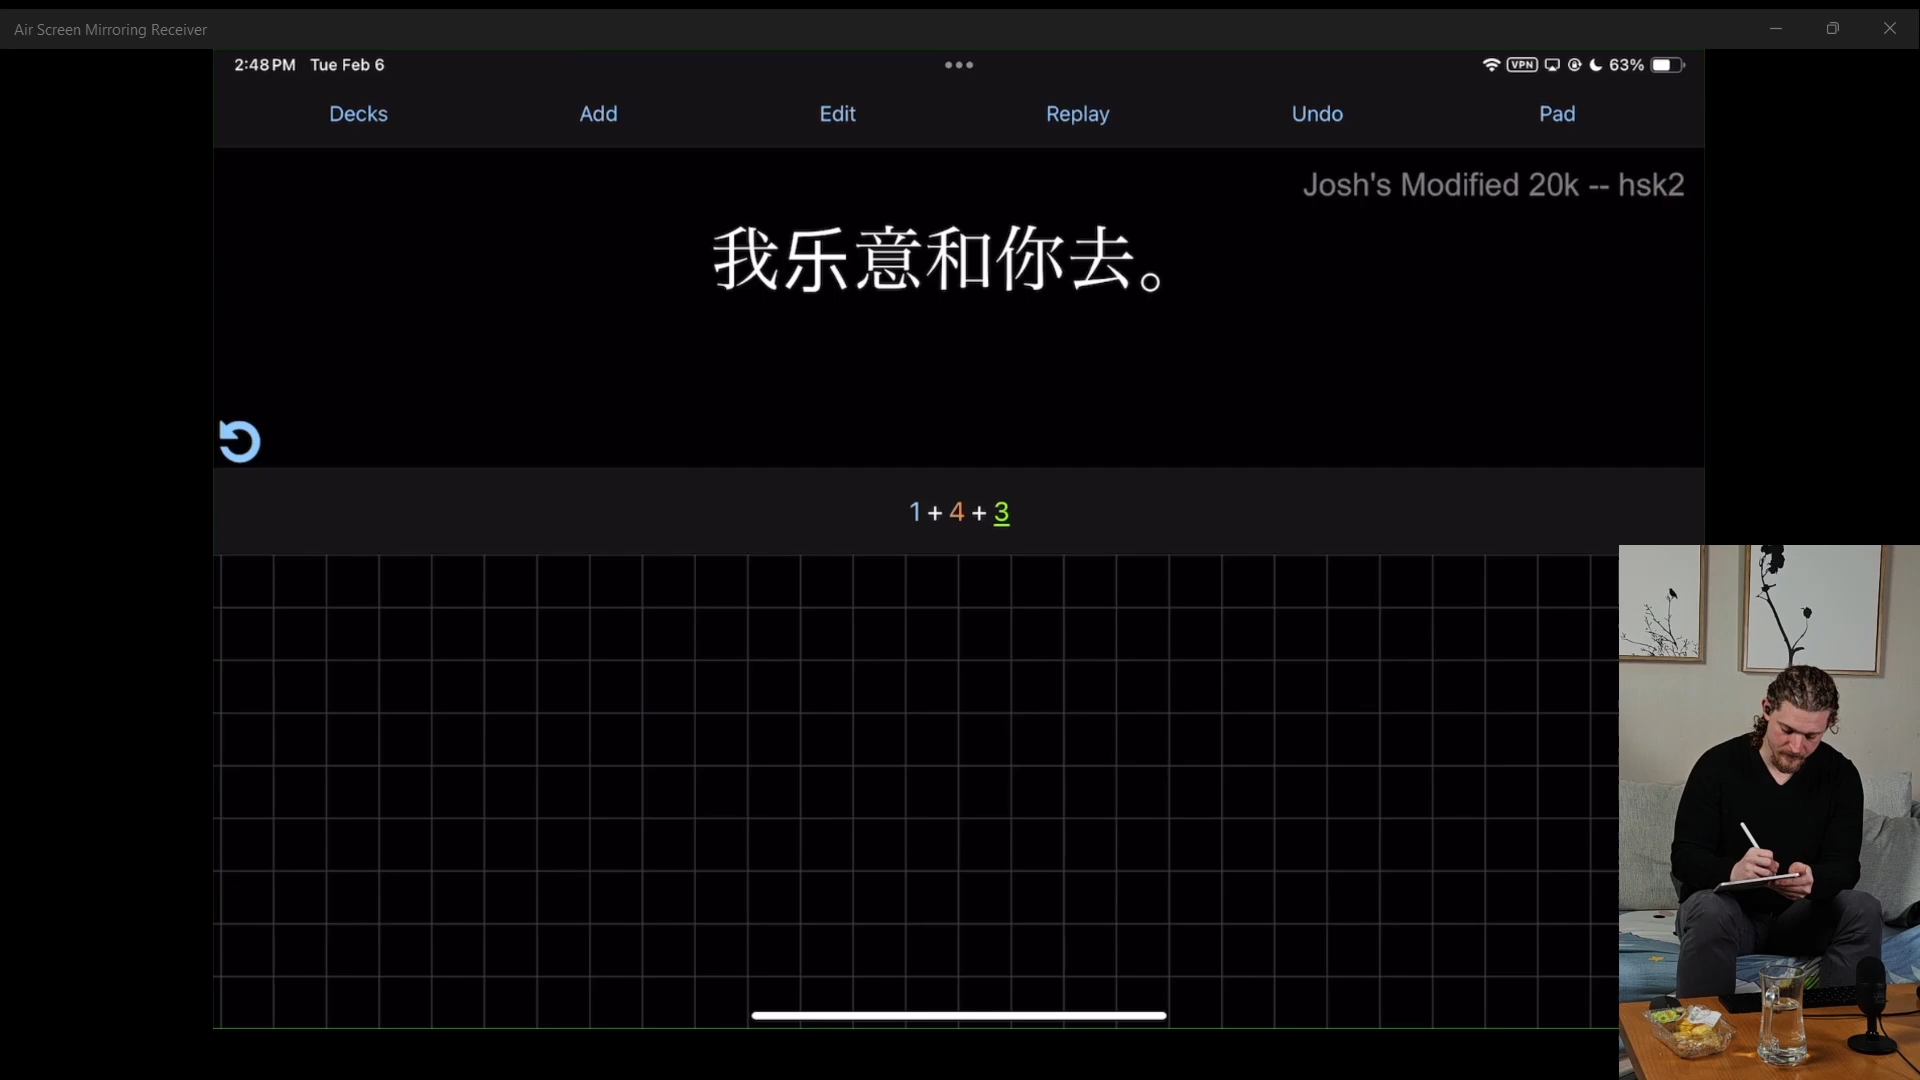 Air Screen Mirroring Receiver
2:48 PM Tue Feb 6
VPN 63%
Decks Add Edit Replay Undo Pad
Josh's Modified 20k -- hsk2
我乐意和你去。
1 + 4 + 3